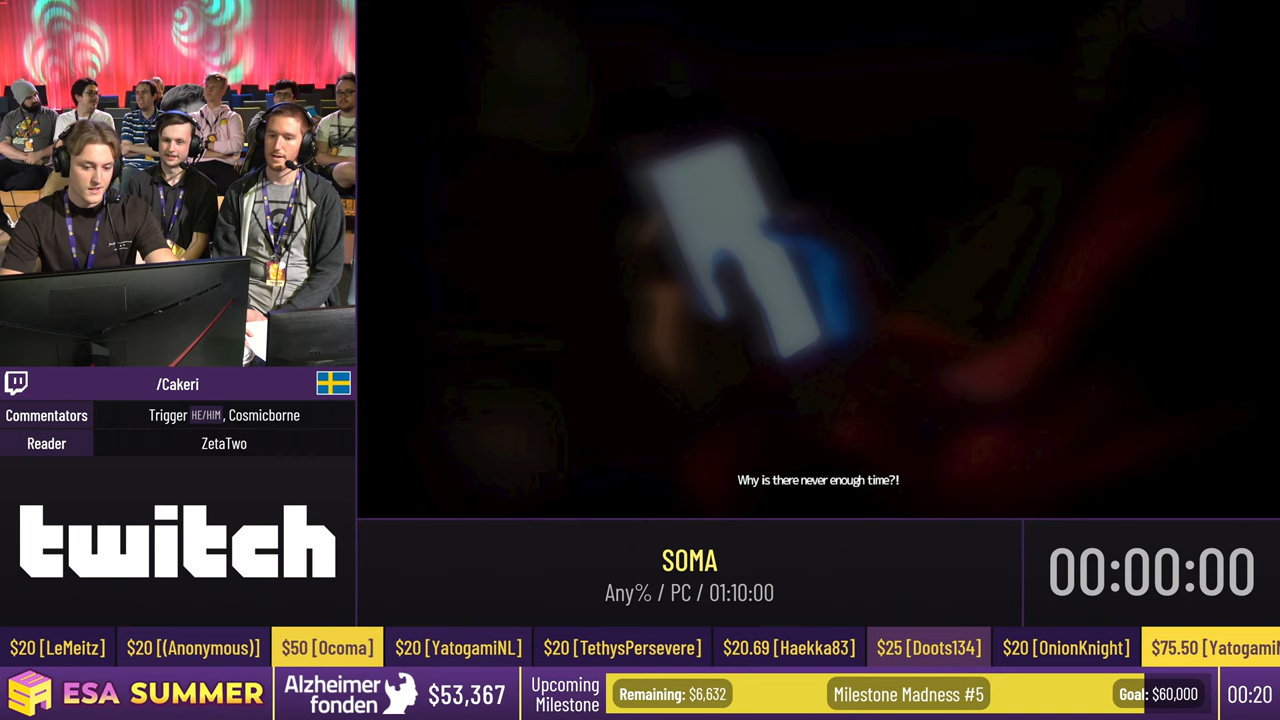 /Cakeri
Commentators
Trigger HE/HIM, Cosmicborne
Reader
ZetaTwo
twitch
Why is there never enough time?!
SOMA
Any% / PC / 01:10:00
00:00:00
$20 [LeMeitz]
$20 [(Anonymous)]
$50 [Ocoma]
$20 [YatogamiNL]
$20 [TethysPersevere]
$20.69 [Haekka83]
$25 [Doots134]
$20 [OnionKnight]
$75.50 [Yatogami
ESA SUMMER
Alzheimer
fonden
$53,367
Upcoming
Milestone
Remaining: $6,632
Milestone Madness #5
Goal: $60,000
00:20